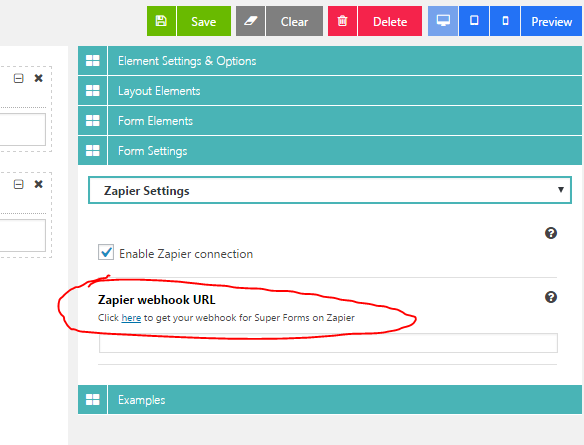 Save
Clear
Delete
Preview
Element Settings & Options
Layout Elements
Form Elements
Form Settings
Zapier Settings
Enable Zapier connection
Zapier webhook URL
Click here to get your webhook for Super Forms on Zapier
Examples